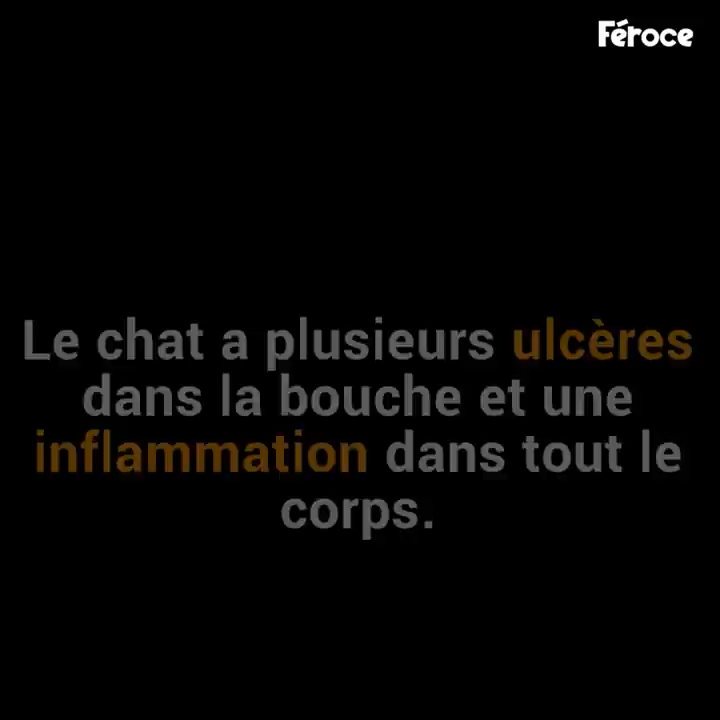 Féroce
Le chat a plusieurs ulcères
dans la bouche et une
inflammation dans tout le
corps.